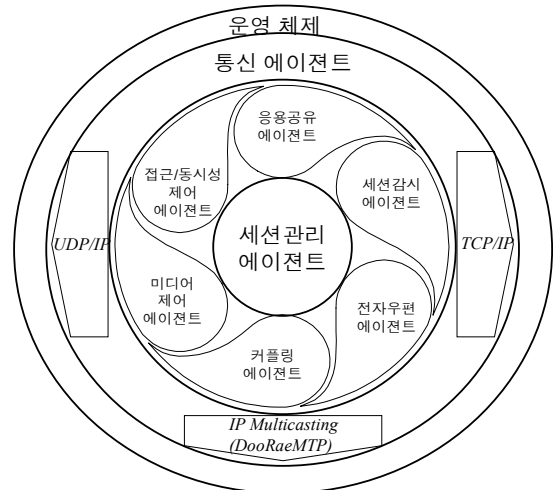 운영 체제
통신 에이젼트
응용공유
에이젼트
접근/동시성
제어
에이젼트
세션감시
에이젼트
UDP/IP
세션관리
에이젼트
TCP/IP
미디어
제어
에이젼트
전자우편
에이젼트
커플링
에이젼트
IP Multicasting
(DooRaeMTP)